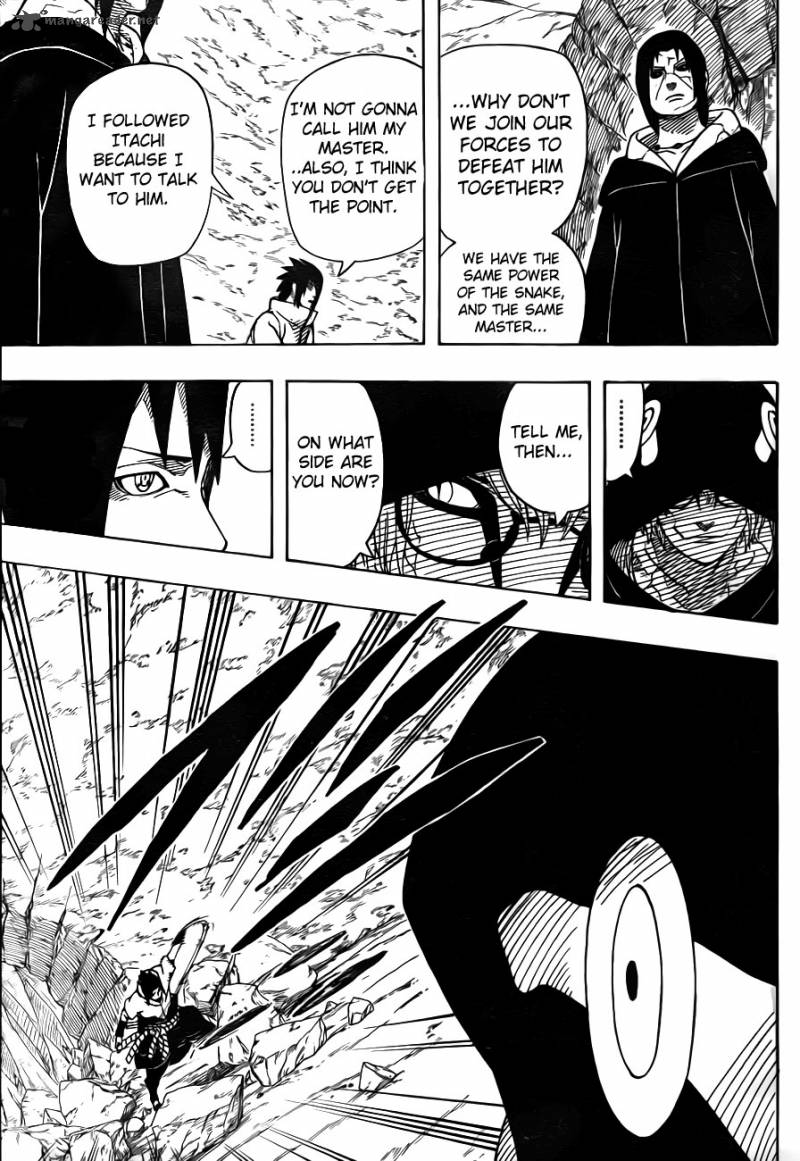 mangareader.net
...WHY DON'T
WE JOIN OUR
FORCES TO
DEFEAT HIM
TOGETHER?
WE HAVE THE
SAME POWER
OF THE SNAKE,
AND THE SAME
MASTER...
I'M NOT GONNA
CALL HIM MY
MASTER.
..ALSO, I THINK
YOU DON'T GET
THE POINT.
I FOLLOWED
ITACHI
BECAUSE I
WANT TO TALK
TO HIM.
.........
TELL ME,
THEN...
ON WHAT
SIDE ARE
YOU NOW?
.........